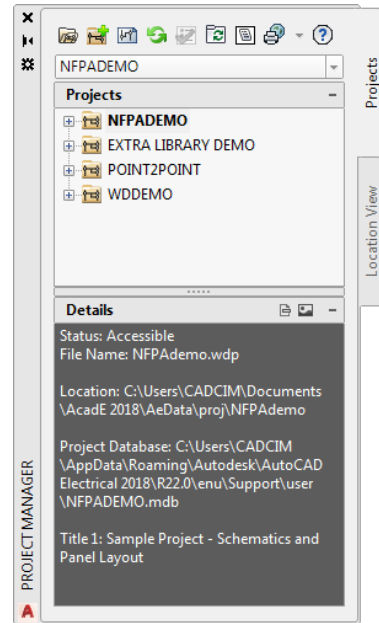 NFPADEMO
Projects
NFPADEMO
EXTRA LIBRARY DEMO
POINT2POINT
WDDEMO
Details
Status: Accessible
File Name: NFPAdemo.wdp
Location: C:\Users\CADCIM\Documents
\AcadE 2018\AeData\proj\NFPAdemo
Project Database: C:\Users\CADCIM
\AppData\Roaming\Autodesk\AutoCAD
Electrical 2018\R22.0\enu\Support\user
\NFPADEMO.mdb
Title 1: Sample Project - Schematics and
Panel Layout
Projects
Location View
PROJECT MANAGER
A